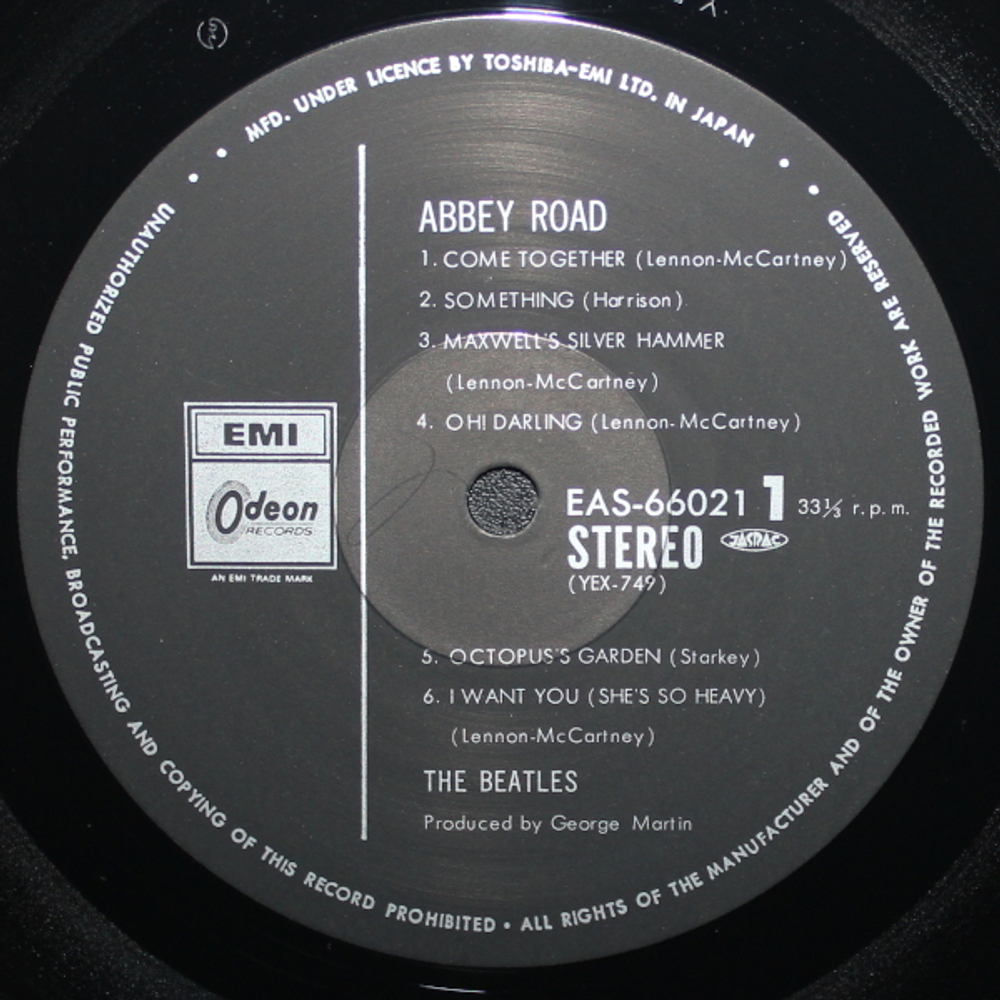 • MFD. UNDER LICENCE BY TOSHIBA-EMI LTD. IN JAPAN •
ABBEY ROAD
1. COME TOGETHER (Lennon-McCartney)
2. SOMETHING (Harrison)
3. MAXWELL'S SILVER HAMMER
(Lennon-McCartney)
4. OH! DARLING (Lennon-McCartney)
EMI
Odeon
RECORDS
AN EMI TRADE MARK
EAS-66021 1 33⅓ r.p.m.
STEREO JASRAC
(YEX-749)
5. OCTOPUS'S GARDEN (Starkey)
6. I WANT YOU (SHE'S SO HEAVY)
(Lennon-McCartney)
THE BEATLES
Produced by George Martin
• UNAUTHORIZED PUBLIC PERFORMANCE, BROADCASTING AND COPYING OF THIS RECORD PROHIBITED • ALL RIGHTS OF THE MANUFACTURER AND OF THE OWNER OF THE RECORDED WORK ARE RESERVED •